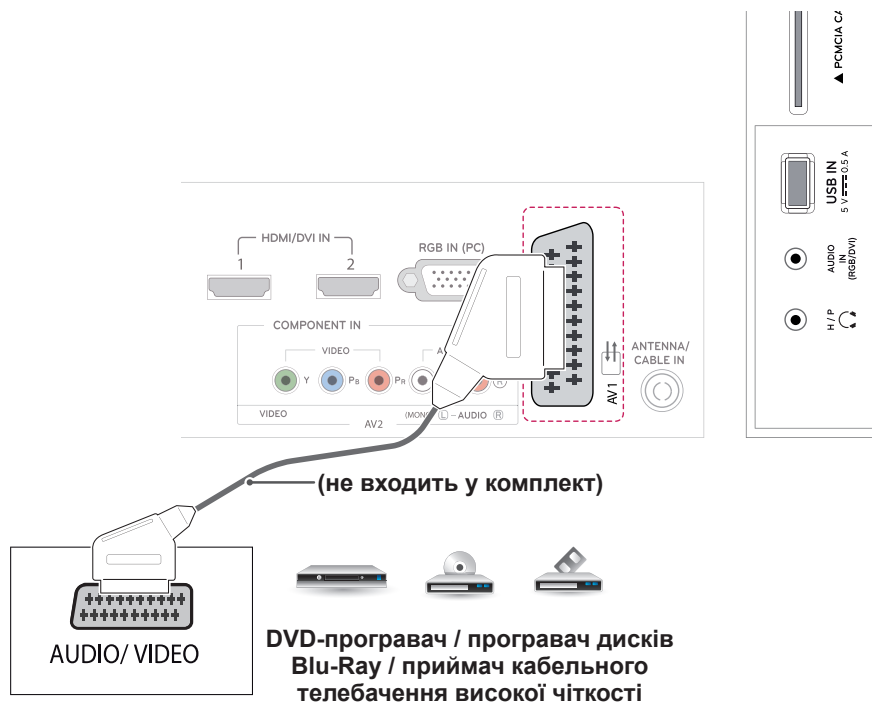 ▲ PCMCIA CA
USB IN
5 V ⎓ 0.5 A
AUDIO
IN
(RGB/DVI)
H/P
HDMI/DVI IN
1 2
RGB IN (PC)
COMPONENT IN
VIDEO
A
Y PB PR (R)
VIDEO
AV2
(MONO Ⓛ – AUDIO Ⓡ
AV1
ANTENNA/
CABLE IN
(не входить у комплект)
AUDIO/ VIDEO
DVD-програвач / програвач дисків
Blu-Ray / приймач кабельного
телебачення високої чіткості